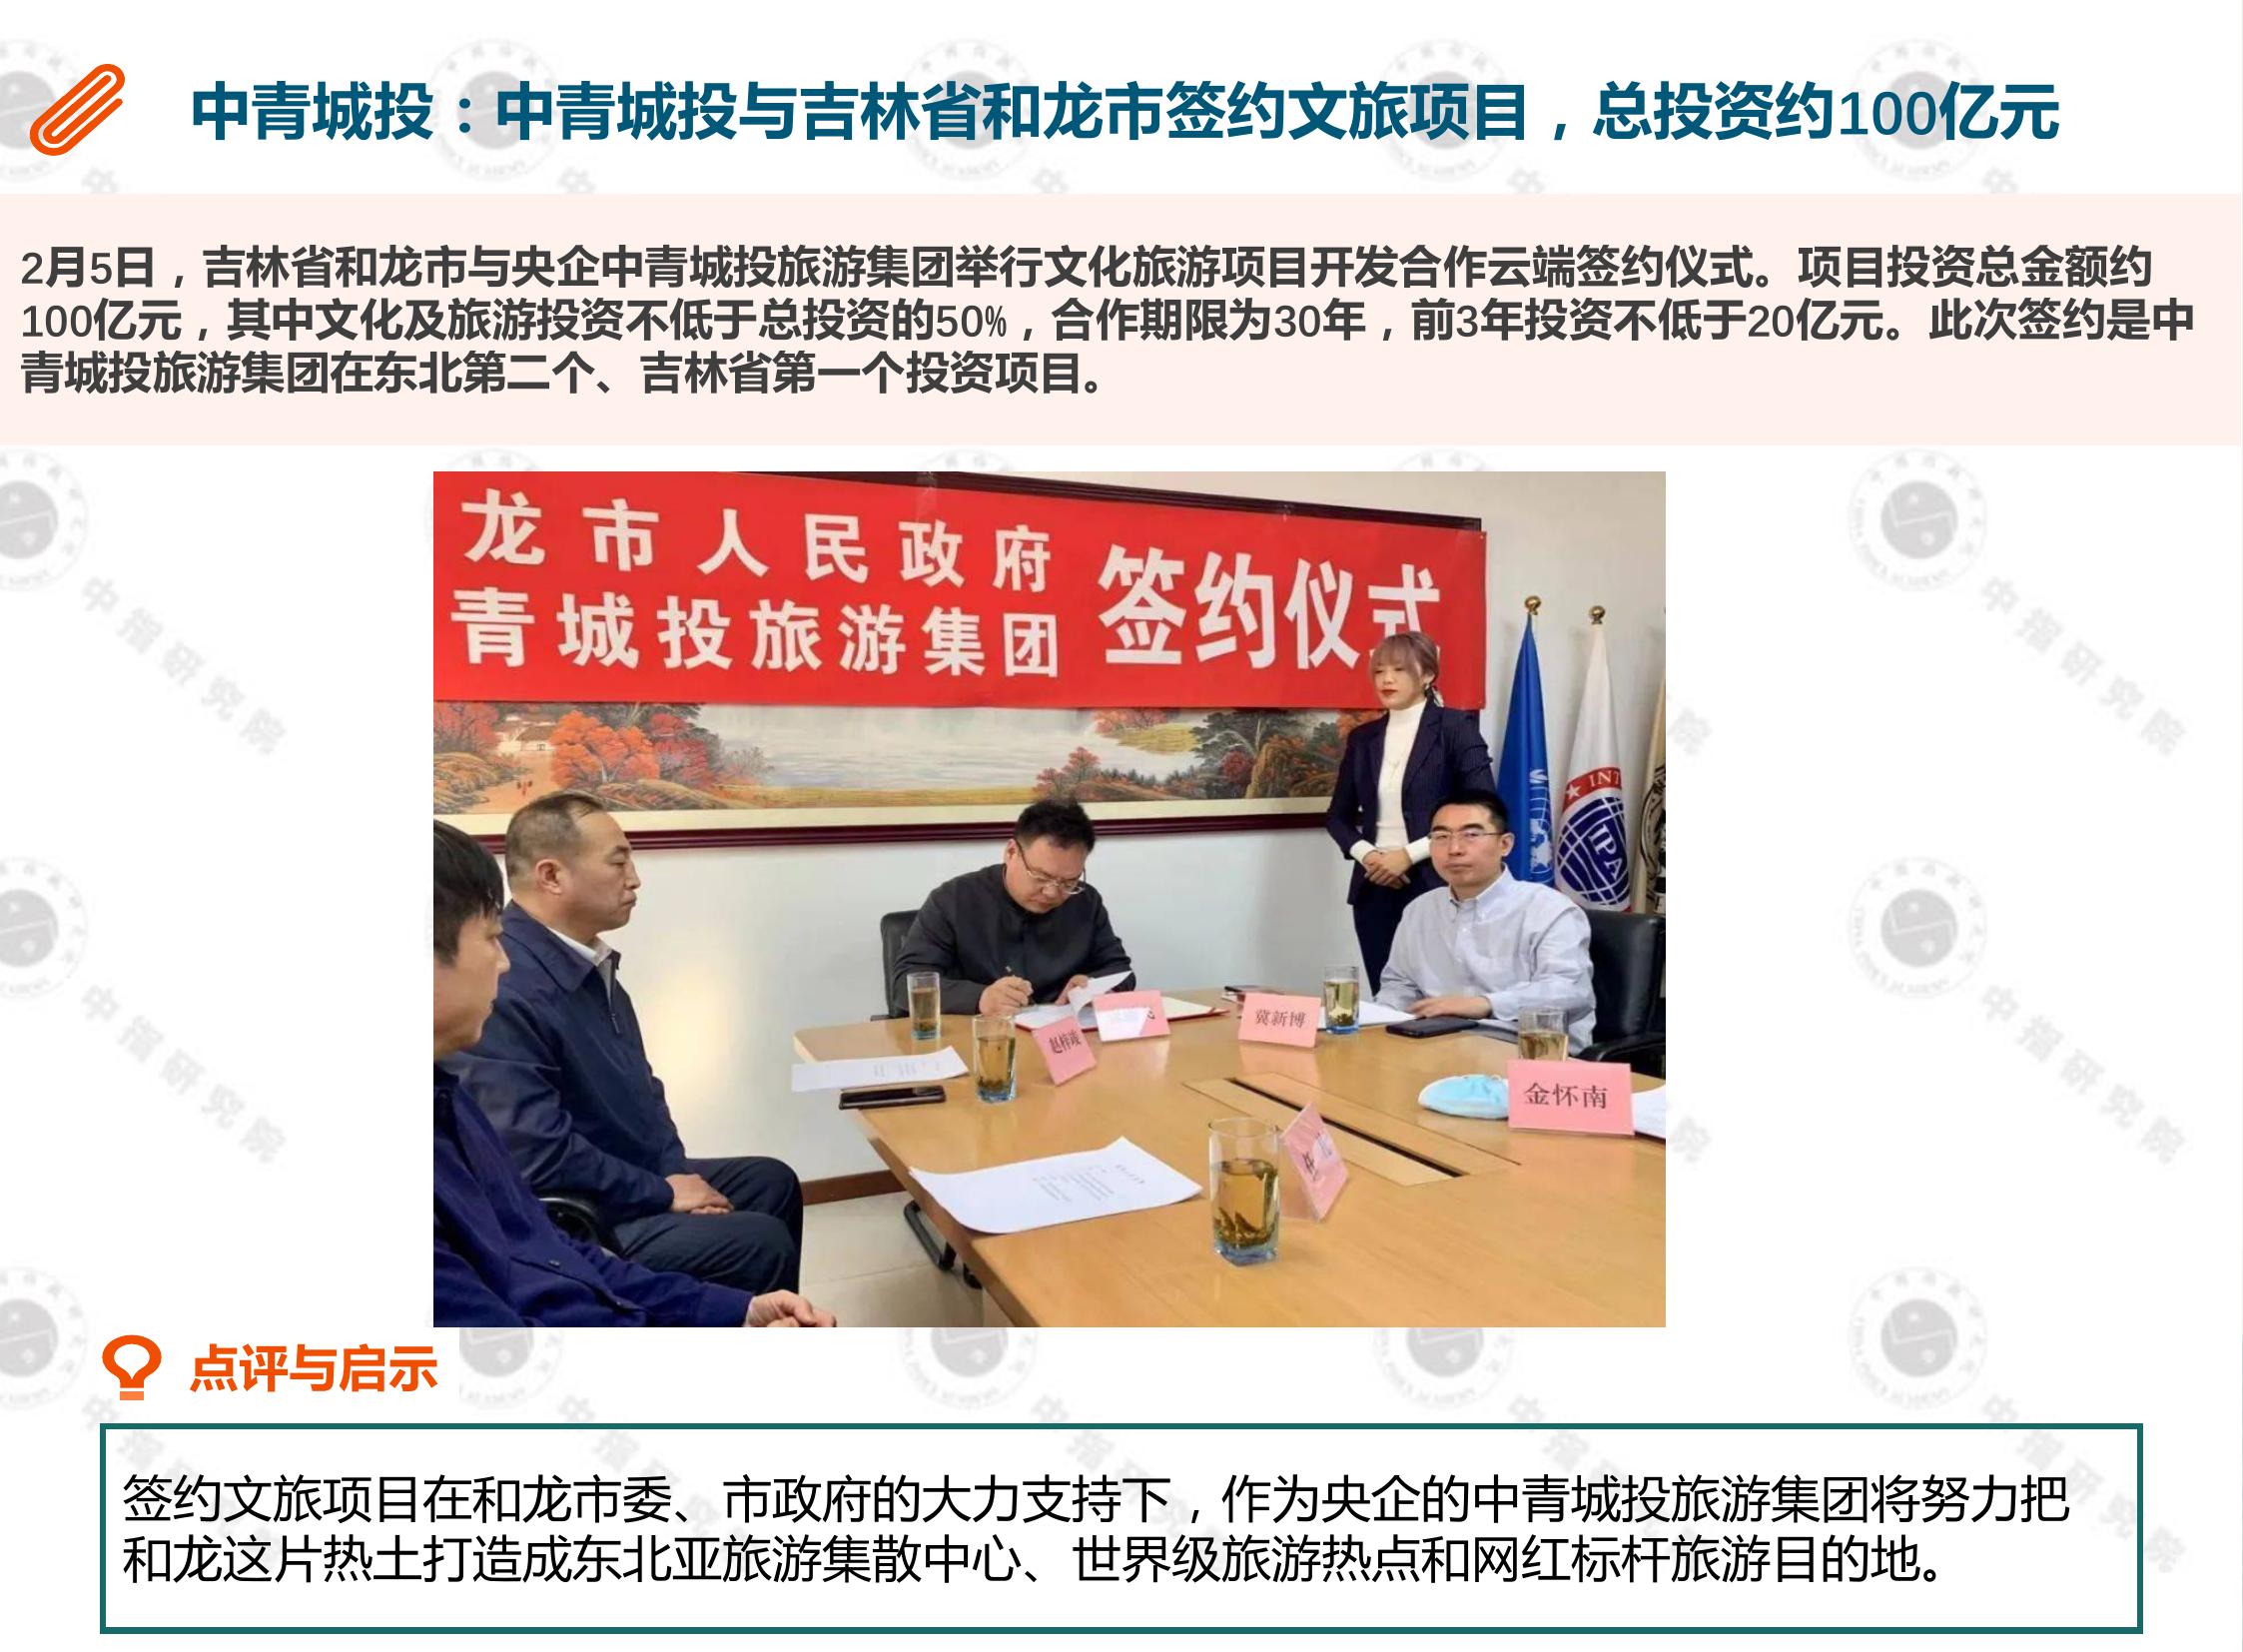 中青城投：中青城投与吉林省和龙市签约文旅项目，总投资约100亿元
2月5日，吉林省和龙市与央企中青城投旅游集团举行文化旅游项目开发合作云端签约仪式。项目投资总金额约
100亿元，其中文化及旅游投资不低于总投资的50%，合作期限为30年，前3年投资不低于20亿元。此次签约是中
青城投旅游集团在东北第二个、吉林省第一个投资项目。
龙市人民政府
青城投旅游集团
签约仪式
INT
IPA
冀新博
金怀南
点评与启示
签约文旅项目在和龙市委、市政府的大力支持下，作为央企的中青城投旅游集团将努力把
和龙这片热土打造成东北亚旅游集散中心、世界级旅游热点和网红标杆旅游目的地。
中指研究院